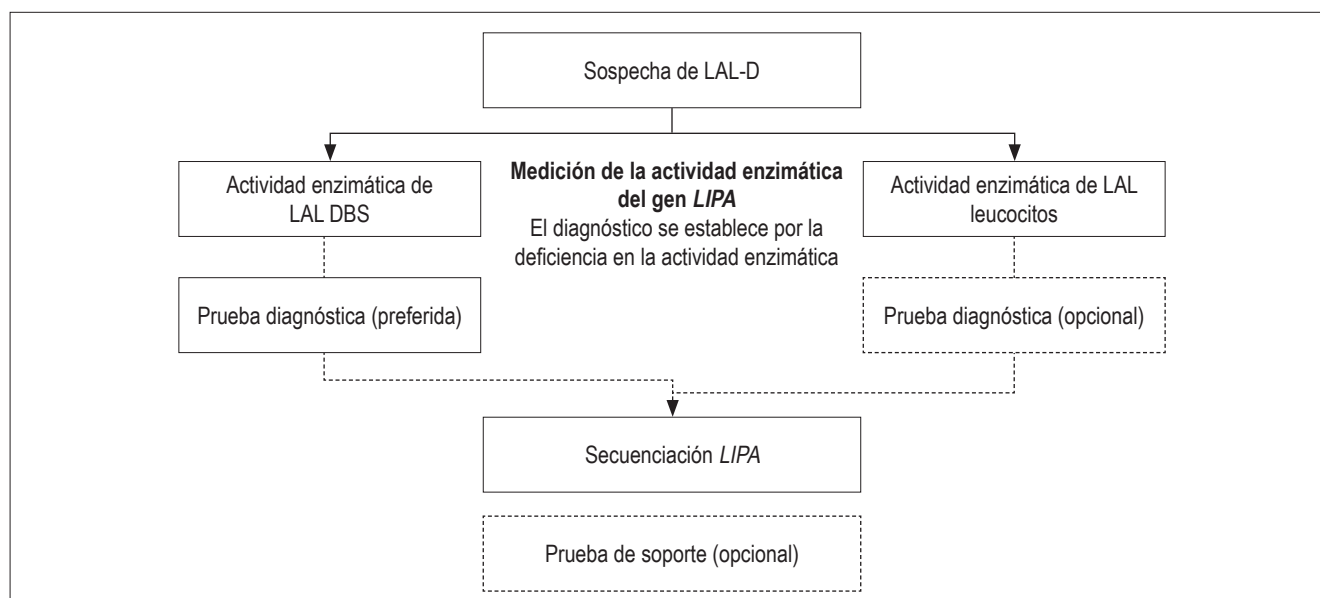 Sospecha de LAL-D
Actividad enzimática de
LAL DBS
Medición de la actividad enzimática
del gen LIPA
El diagnóstico se establece por la
deficiencia en la actividad enzimática
Actividad enzimática de LAL
leucocitos
Prueba diagnóstica (preferida)
Prueba diagnóstica (opcional)
Secuenciación LIPA
Prueba de soporte (opcional)